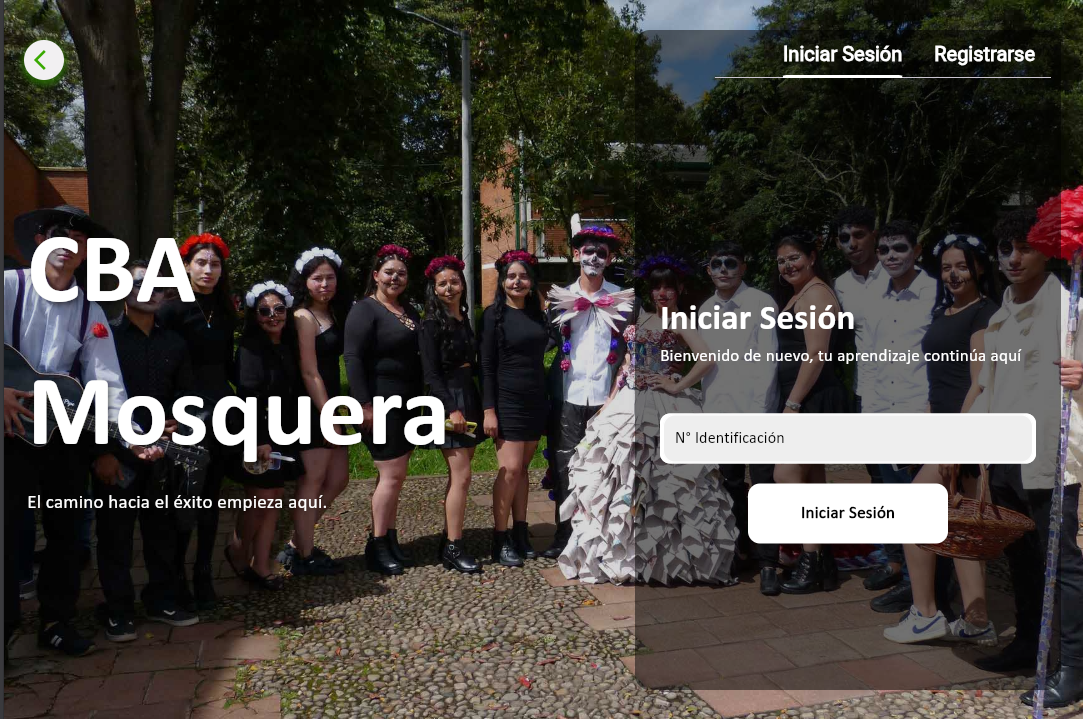 Iniciar Sesión
Registrarse
CBA
Mosquera
El camino hacia el éxito empieza aquí.
Iniciar Sesión
Bienvenido de nuevo, tu aprendizaje continúa aquí
N° Identificación
Iniciar Sesión